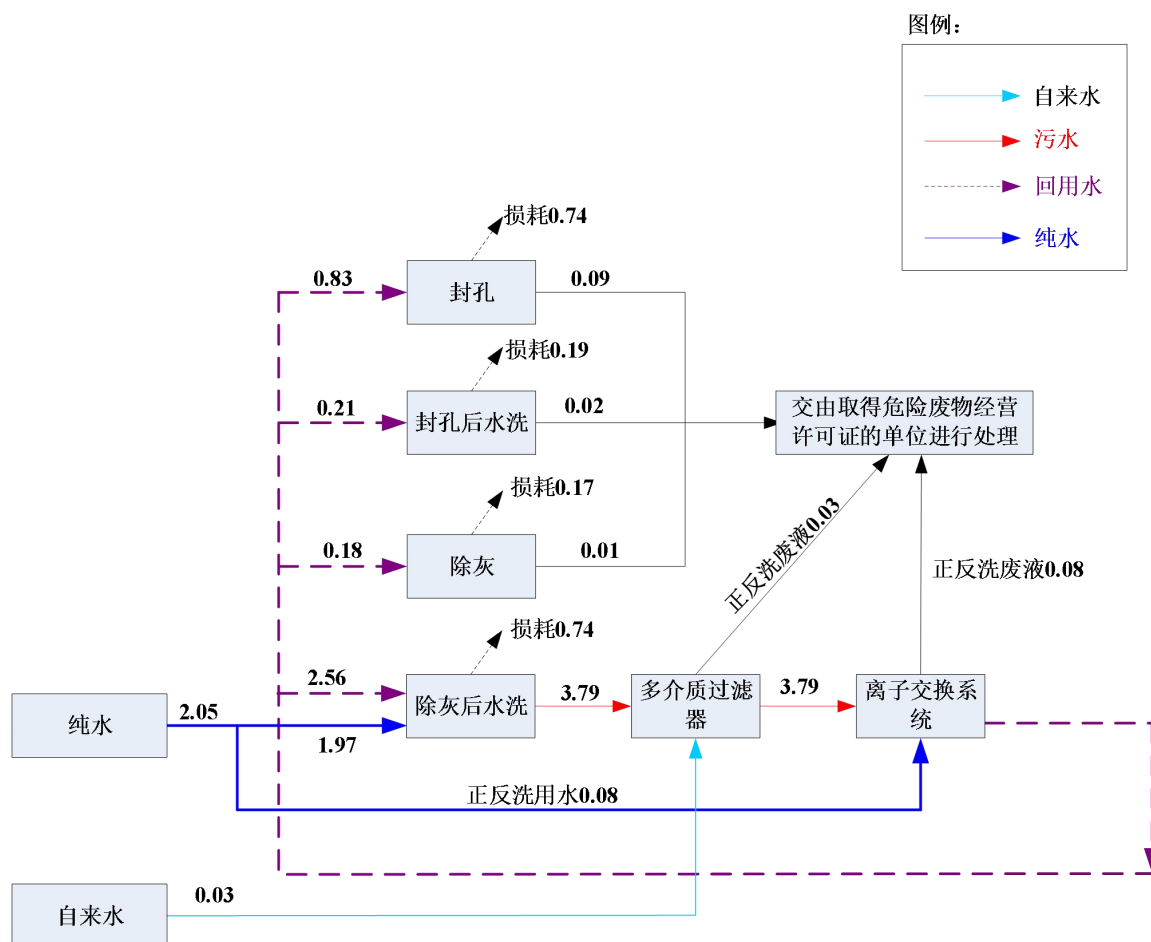 图例：
自来水
污水
回用水
纯水
损耗0.74
0.83
封孔
0.09
损耗0.19
0.21
封孔后水洗
0.02
交由取得危险废物经营
许可证的单位进行处理
损耗0.17
0.18
除灰
0.01
正反洗废液0.03
正反洗废液0.08
损耗0.74
2.56
除灰后水洗
3.79
多介质过滤
器
3.79
离子交换系
统
纯水
2.05
1.97
正反洗用水0.08
自来水
0.03